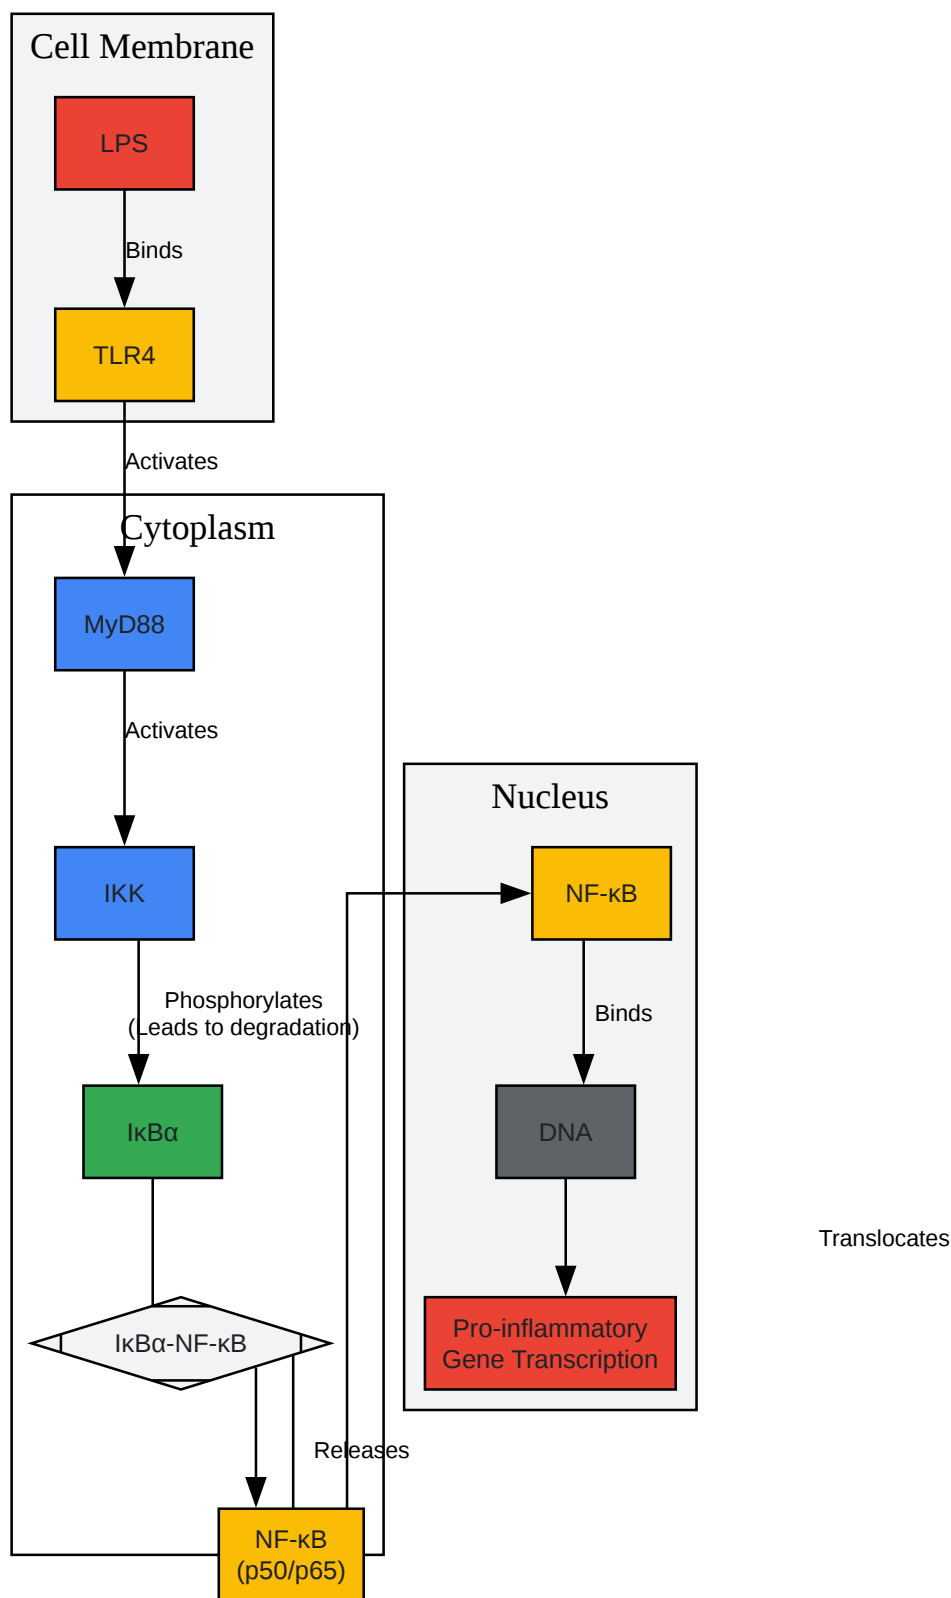 Cell Membrane
LPS
Binds
TLR4
Activates
Cytoplasm
MyD88
Activates
IKK
Phosphorylates
(Leads to degradation)
IκBα
IκBα-NF-κB
Releases
NF-κB
(p50/p65)
Nucleus
NF-κB
Binds
DNA
Pro-inflammatory
Gene Transcription
Translocates